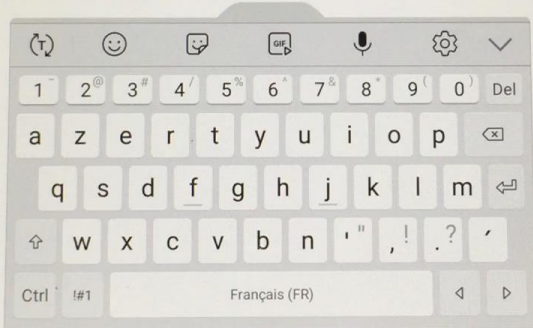 T GIF
1 ~ 2 @ 3 # 4 / 5 % 6 ^ 7 & 8 * 9 ( 0 ) Del
a z e r t y u i o p
q s d f g h j k l m
w x c v b n ' " , ! . ? ´
Ctrl !#1 Français (FR)